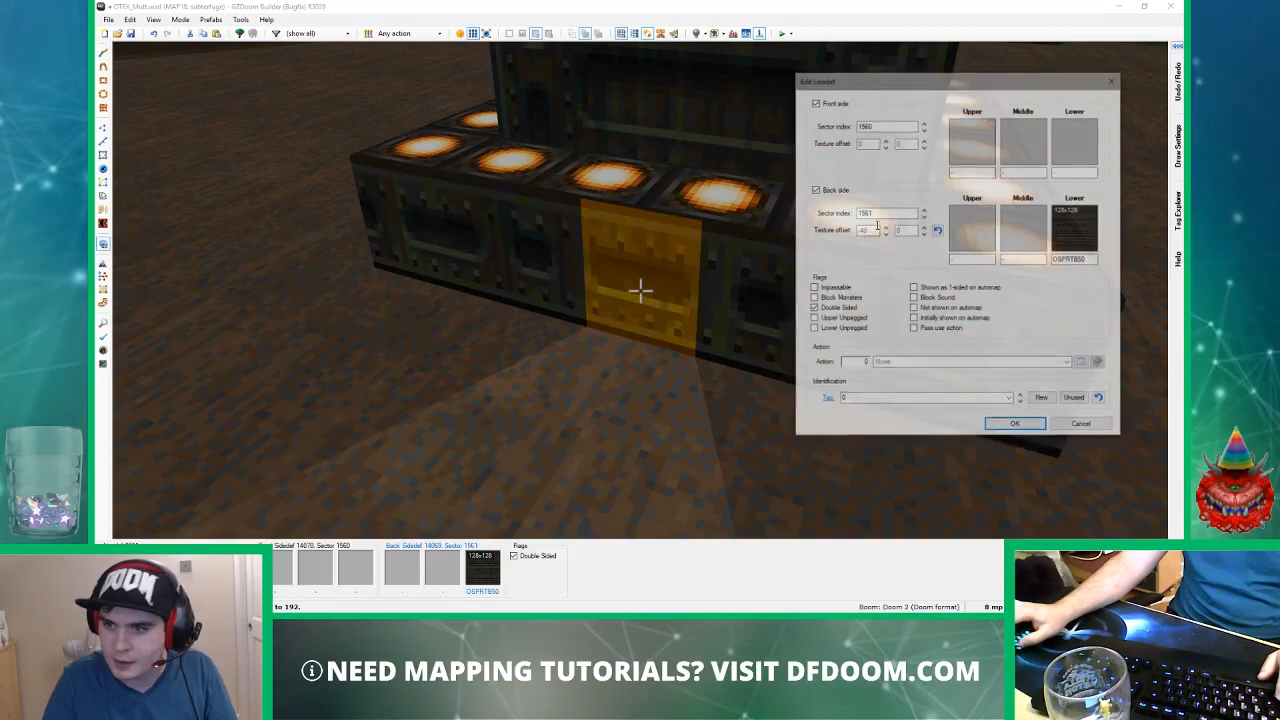 OTEX_Mutt.wad (MAP18: subterfuge) - GZDoom Builder (Bugfix) R3039
File Edit View Mode Prefabs Tools Help
(show all) Any action
Undo / Redo
Draw Settings
Tag Explorer
Help
Edit Linedef
Front side
Sector index: 1560
Texture offset: 0 0
Upper Middle Lower
- - -
Back side
Sector index: 1561
Texture offset: -40 0
Upper Middle Lower
128x128
- - OSPRTB50
Flags
Impassable
Block Monsters
Double Sided
Upper Unpegged
Lower Unpegged
Shown as 1-sided on automap
Block Sound
Not shown on automap
Initially shown on automap
Pass use action
Action
Action: 0 None
Identification
Tag: 0 New Unused
OK Cancel
Sidedef 14070, Sector 1560
Back Sidedef 14069, Sector 1561
128x128
OSPRTB50
Flags
Double Sided
to 192.
Boom: Doom 2 (Doom format) 8 mp
DOOM
NEED MAPPING TUTORIALS? VISIT DFDOOM.COM